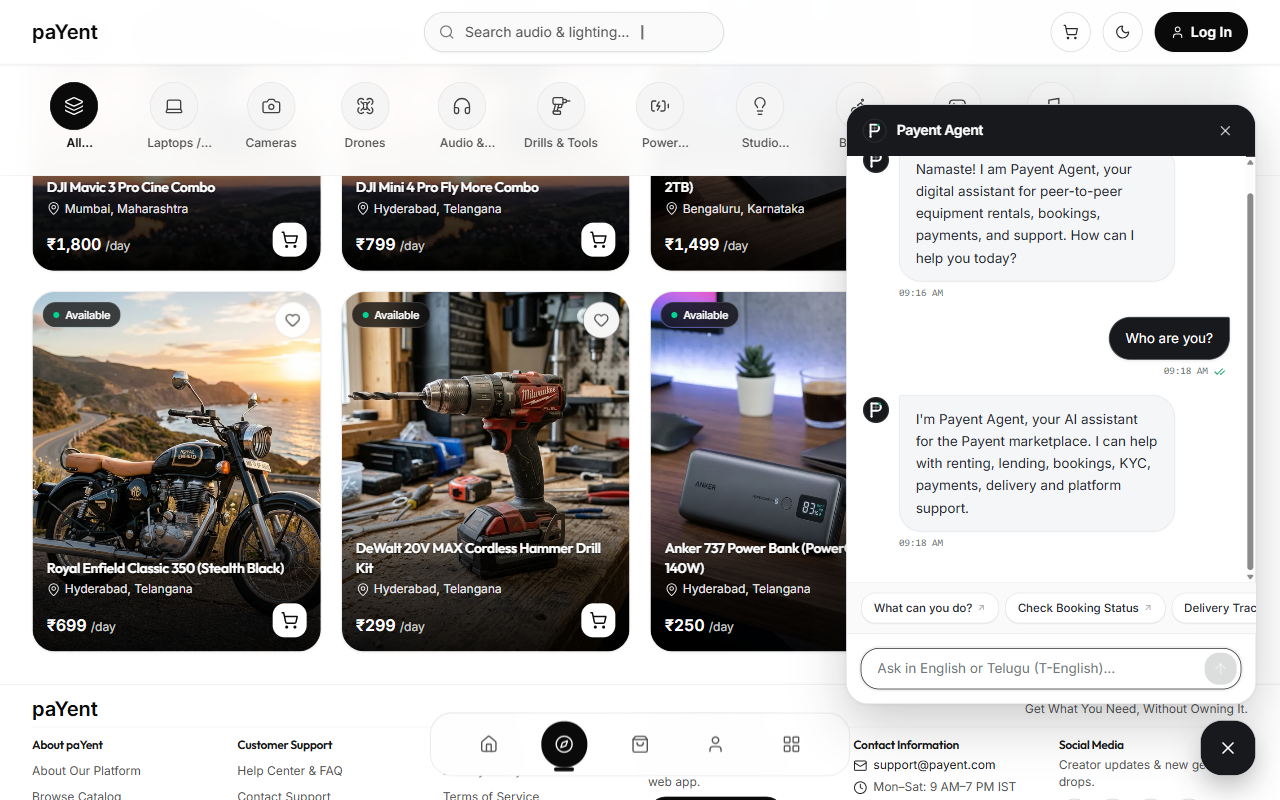 paYent
Search audio & lighting...
Log In
All...
Laptops /...
Cameras
Drones
Audio &...
Drills & Tools
Power...
Studio...
DJI Mavic 3 Pro Cine Combo
Mumbai, Maharashtra
₹1,800 /day
DJI Mini 4 Pro Fly More Combo
Hyderabad, Telangana
₹799 /day
2TB)
Bengaluru, Karnataka
₹1,499 /day
Available
ROYAL ENFIELD
Royal Enfield Classic 350 (Stealth Black)
Hyderabad, Telangana
₹699 /day
Available
Milwaukee
DeWalt 20V MAX Cordless Hammer Drill
Kit
Hyderabad, Telangana
₹299 /day
Available
ANKER
83%
Anker 737 Power Bank (Power
140W)
Hyderabad, Telangana
₹250 /day
Payent Agent
Namaste! I am Payent Agent, your
digital assistant for peer-to-peer
equipment rentals, bookings,
payments, and support. How can I
help you today?
09:16 AM
Who are you?
09:18 AM
I'm Payent Agent, your AI assistant
for the Payent marketplace. I can help
with renting, lending, bookings, KYC,
payments, delivery and platform
support.
09:18 AM
What can you do?
Check Booking Status
Delivery Trac
Ask in English or Telugu (T-English)...
paYent
Get What You Need, Without Owning It.
About paYent
About Our Platform
Browse Catalog
Customer Support
Help Center & FAQ
Contact Support
Terms of Service
web app.
Contact Information
support@payent.com
Mon–Sat: 9 AM–7 PM IST
Social Media
Creator updates & new ge
drops.